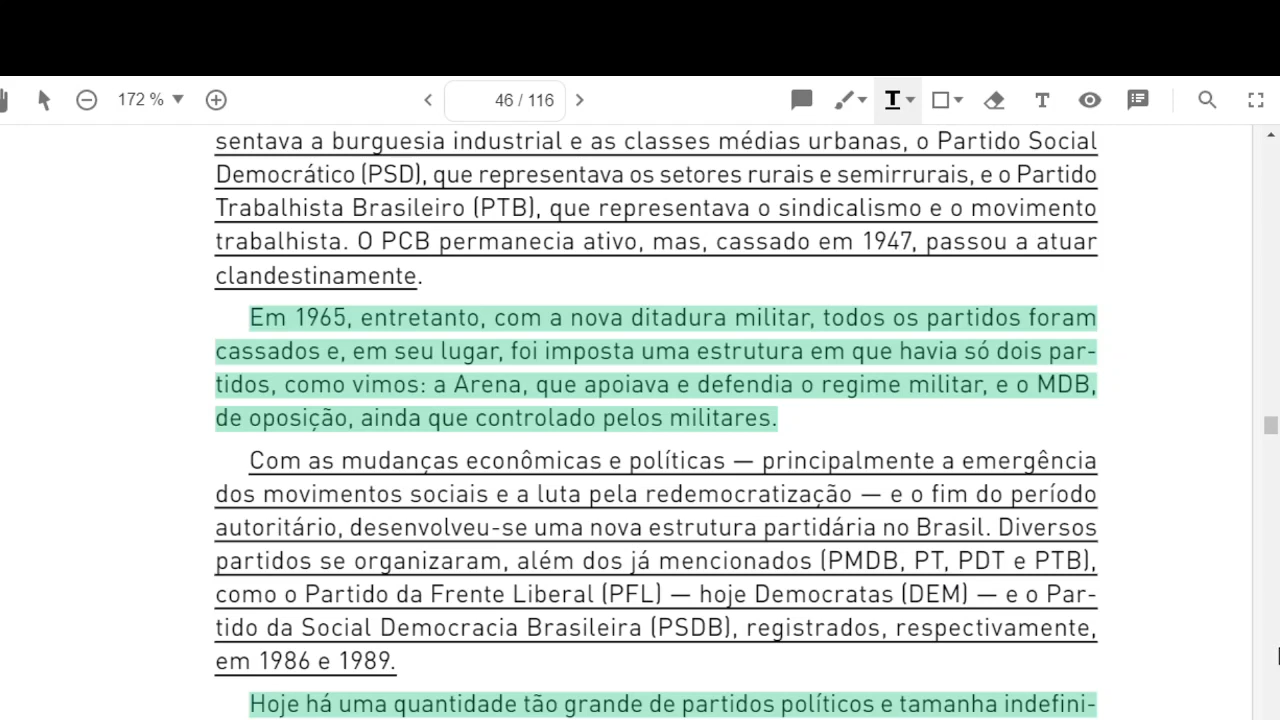 172 %
46 / 116
sentava a burguesia industrial e as classes médias urbanas, o Partido Social
Democrático (PSD), que representava os setores rurais e semirrurais, e o Partido
Trabalhista Brasileiro (PTB), que representava o sindicalismo e o movimento
trabalhista. O PCB permanecia ativo, mas, cassado em 1947, passou a atuar
clandestinamente.
Em 1965, entretanto, com a nova ditadura militar, todos os partidos foram
cassados e, em seu lugar, foi imposta uma estrutura em que havia só dois par-
tidos, como vimos: a Arena, que apoiava e defendia o regime militar, e o MDB,
de oposição, ainda que controlado pelos militares.
Com as mudanças econômicas e políticas — principalmente a emergência
dos movimentos sociais e a luta pela redemocratização — e o fim do período
autoritário, desenvolveu-se uma nova estrutura partidária no Brasil. Diversos
partidos se organizaram, além dos já mencionados (PMDB, PT, PDT e PTB),
como o Partido da Frente Liberal (PFL) — hoje Democratas (DEM) — e o Par-
tido da Social Democracia Brasileira (PSDB), registrados, respectivamente,
em 1986 e 1989.
Hoje há uma quantidade tão grande de partidos políticos e tamanha indefini-